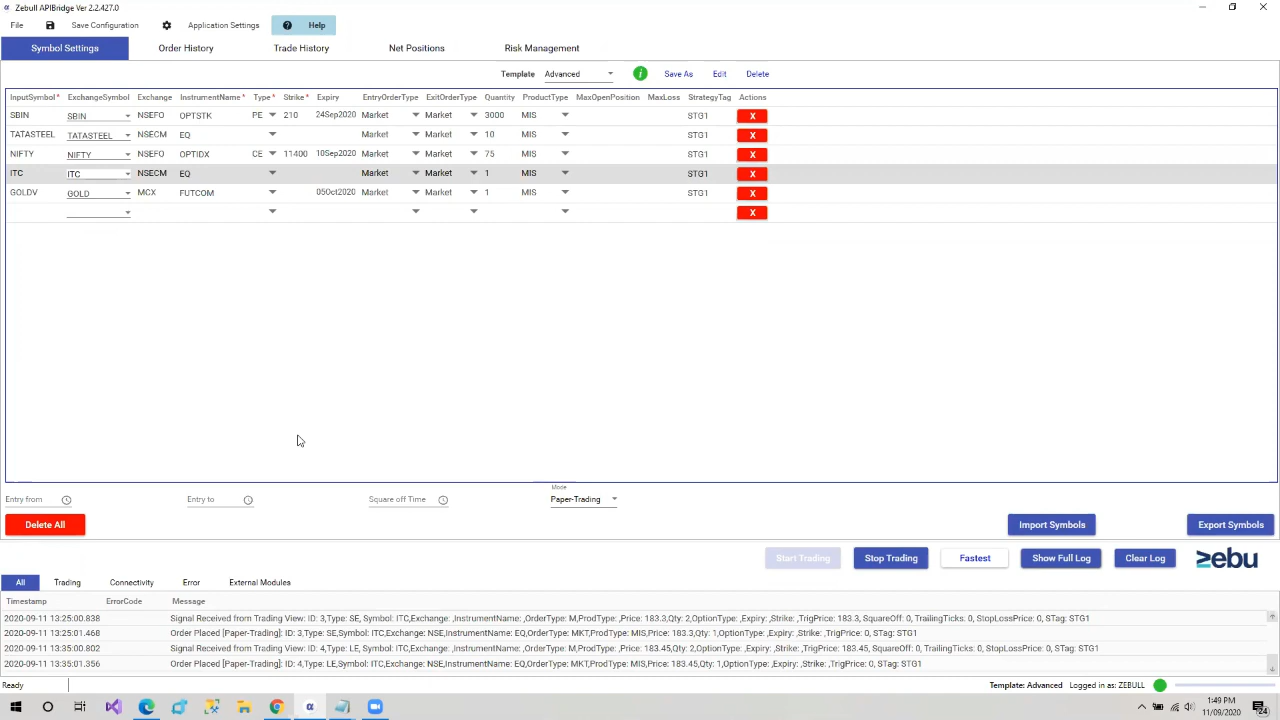 Zebull APIBridge Ver 2.2.427.0
File Save Configuration Application Settings Help
Symbol Settings Order History Trade History Net Positions Risk Management
Template Advanced i Save As Edit Delete
InputSymbol* ExchangeSymbol Exchange InstrumentName* Type* Strike* Expiry EntryOrderType ExitOrderType Quantity ProductType MaxOpenPosition MaxLoss StrategyTag Actions
SBIN SBIN NSEFO OPTSTK PE 210 24Sep2020 Market Market 3000 MIS STG1 X
TATASTEEL TATASTEEL NSECM EQ Market Market 10 MIS STG1 X
NIFTY NIFTY NSEFO OPTIDX CE 11400 10Sep2020 Market Market 75 MIS STG1 X
ITC ITC NSECM EQ Market Market 1 MIS STG1 X
GOLDV GOLD MCX FUTCOM 05Oct2020 Market Market 1 MIS STG1 X
X
Mode
Entry from Entry to Square off Time Paper-Trading
Delete All Import Symbols Export Symbols
Start Trading Stop Trading Fastest Show Full Log Clear Log zebu
All Trading Connectivity Error External Modules
Timestamp ErrorCode Message
2020-09-11 13:25:00.838 Signal Received from Trading View: ID: 3,Type: SE, Symbol: ITC,Exchange: ,InstrumentName: ,OrderType: M,ProdType: ,Price: 183.3,Qty: 2,OptionType: ,Expiry: ,Strike: ,TrigPrice: 183.3, SquareOff: 0, TrailingTicks: 0, StopLossPrice: 0, STag: STG1
2020-09-11 13:25:01.468 Order Placed [Paper-Trading]: ID: 3,Type: SE,Symbol: ITC,Exchange: NSE,InstrumentName: EQ,OrderType: MKT,ProdType: MIS,Price: 183.3,Qty: 1,OptionType: ,Expiry: ,Strike: ,TrigPrice: 0, STag: STG1
2020-09-11 13:35:00.802 Signal Received from Trading View: ID: 4,Type: LE, Symbol: ITC,Exchange: ,InstrumentName: ,OrderType: M,ProdType: ,Price: 183.45,Qty: 2,OptionType: ,Expiry: ,Strike: ,TrigPrice: 183.45, SquareOff: 0, TrailingTicks: 0, StopLossPrice: 0, STag: STG1
2020-09-11 13:35:01.356 Order Placed [Paper-Trading]: ID: 4,Type: LE,Symbol: ITC,Exchange: NSE,InstrumentName: EQ,OrderType: MKT,ProdType: MIS,Price: 183.45,Qty: 1,OptionType: ,Expiry: ,Strike: ,TrigPrice: 0, STag: STG1
Ready Template: Advanced Logged in as: ZEBULL
1:49 PM
11/09/2020 24